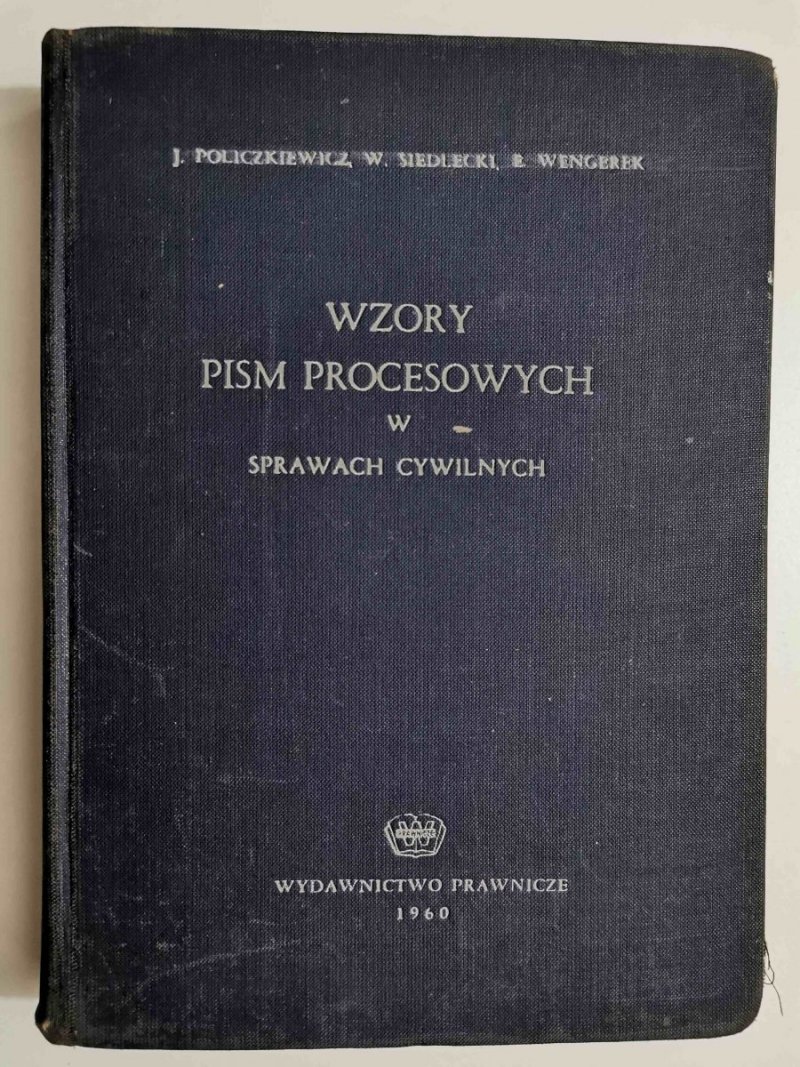 J. POLICZKIEWICZ, W. SIEDLECKI, E. WENGEREK
WZORY
PISM PROCESOWYCH
W
SPRAWACH CYWILNYCH
WYDAWNICTWO PRAWNICZE
1960